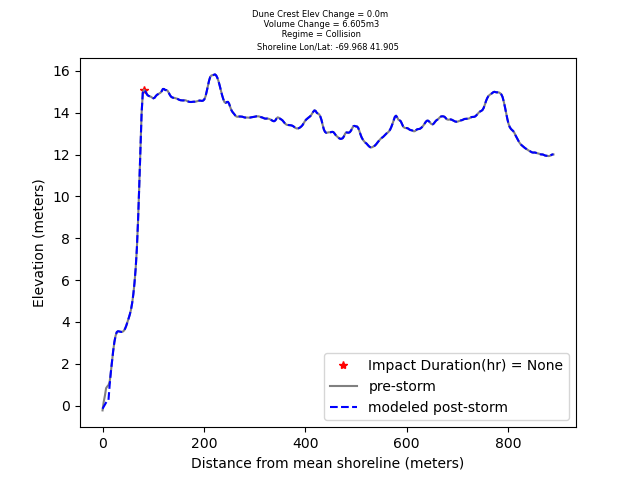 Dune Crest Elev Change = 0.0m
Volume Change = 6.605m3
Regime = Collision
Shoreline Lon/Lat: -69.968 41.905
16
14
12
10
8
6
4
2
0
Elevation (meters)
Impact Duration(hr) = None
pre-storm
modeled post-storm
0 200 400 600 800
Distance from mean shoreline (meters)